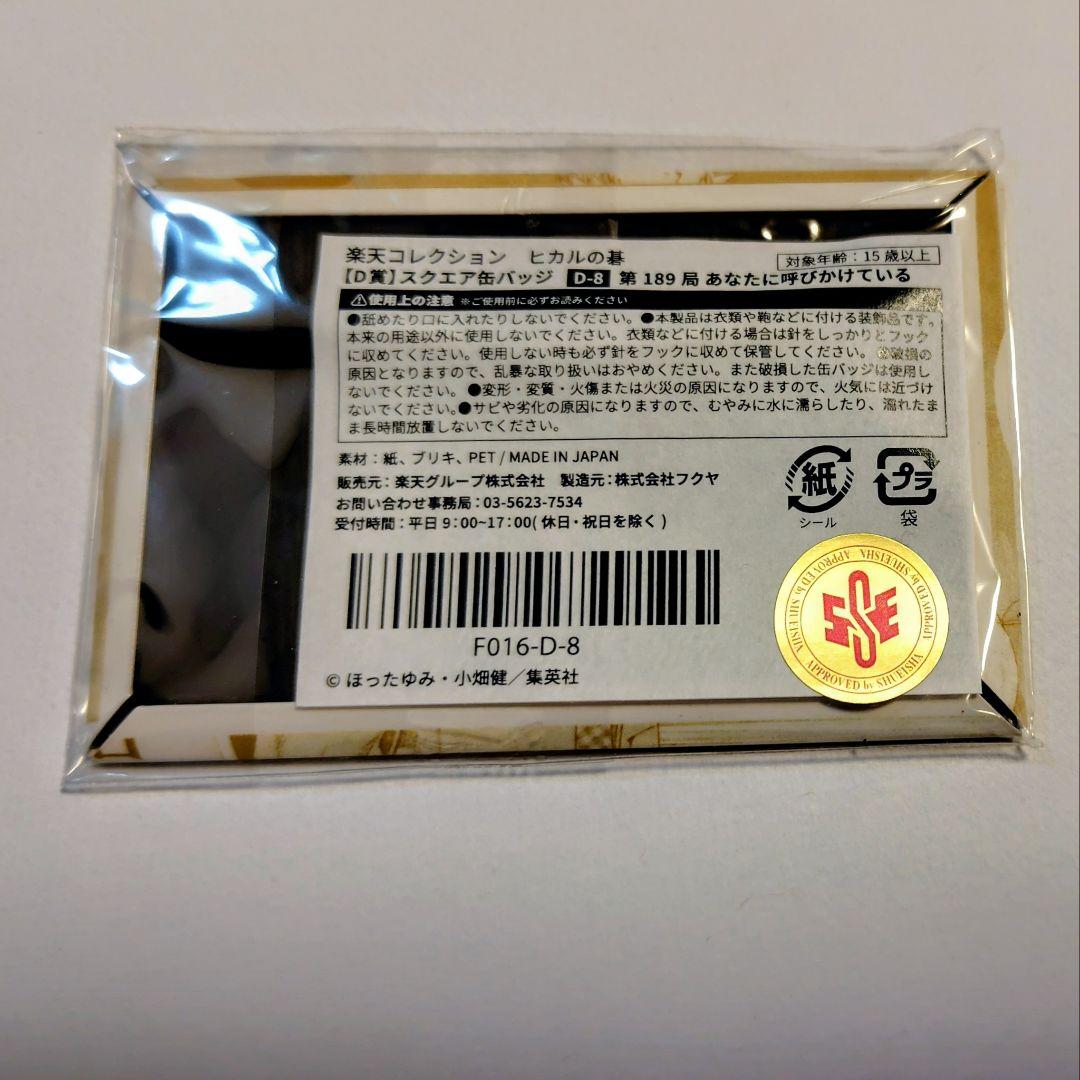 楽天コレクション　ヒカルの碁
対象年齢：15 歳以上
【D賞】スクエア缶バッジ D-8 第 189 局 あなたに呼びかけている
⚠使用上の注意 ※ご使用前に必ずお読みください
●舐めたり口に入れたりしないでください。●本製品は衣類や鞄などに付ける装飾品です。
本来の用途以外に使用しないでください。衣類などに付ける場合は針をしっかりとフック
に収めてください。使用しない時も必ず針をフックに収めて保管してください。●破損の
原因となりますので、乱暴な取り扱いはおやめください。また破損した缶バッジは使用し
ないでください。●変形・変質・火傷または火災の原因になりますので、火気には近づけ
ないでください。●サビや劣化の原因になりますので、むやみに水に濡らしたり、濡れたま
ま長時間放置しないでください。
素材：紙、ブリキ、PET / MADE IN JAPAN
販売元：楽天グループ株式会社　製造元：株式会社フクヤ
お問い合わせ事務局：03-5623-7534
受付時間：平日 9：00~17：00( 休日・祝日を除く )
紙
シール
プラ
袋
F016-D-8
© ほったゆみ・小畑健／集英社
APPROVED by SHUEISHA APPROVED by SHUEISHA APPROVED by SHUEISHA